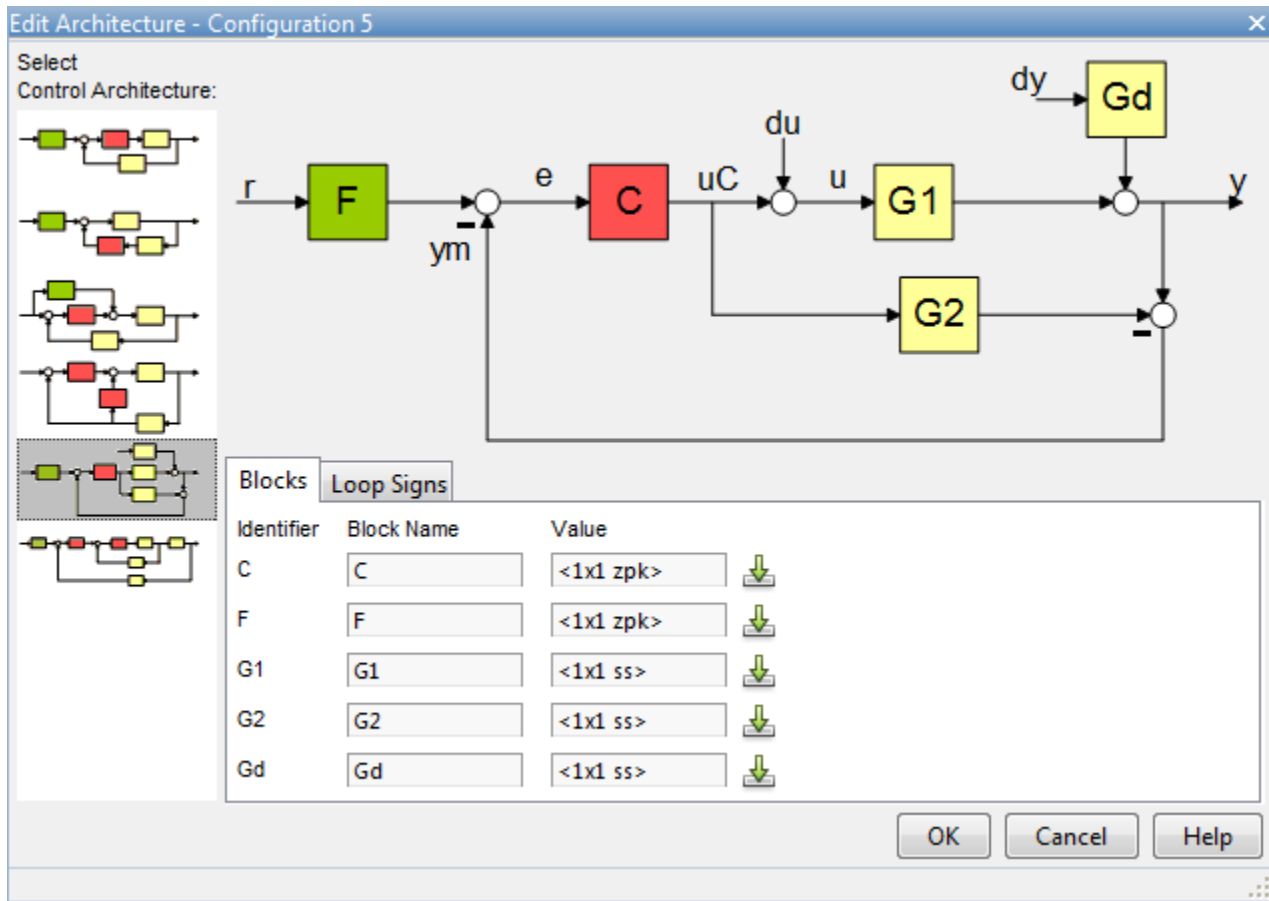 Edit Architecture - Configuration 5
Select
Control Architecture:
dy
Gd
du
r
F
e
C
uC
u
G1
y
ym
G2
Blocks
Loop Signs
Identifier Block Name Value
C C <1x1 zpk>
F F <1x1 zpk>
G1 G1 <1x1 ss>
G2 G2 <1x1 ss>
Gd Gd <1x1 ss>
OK Cancel Help